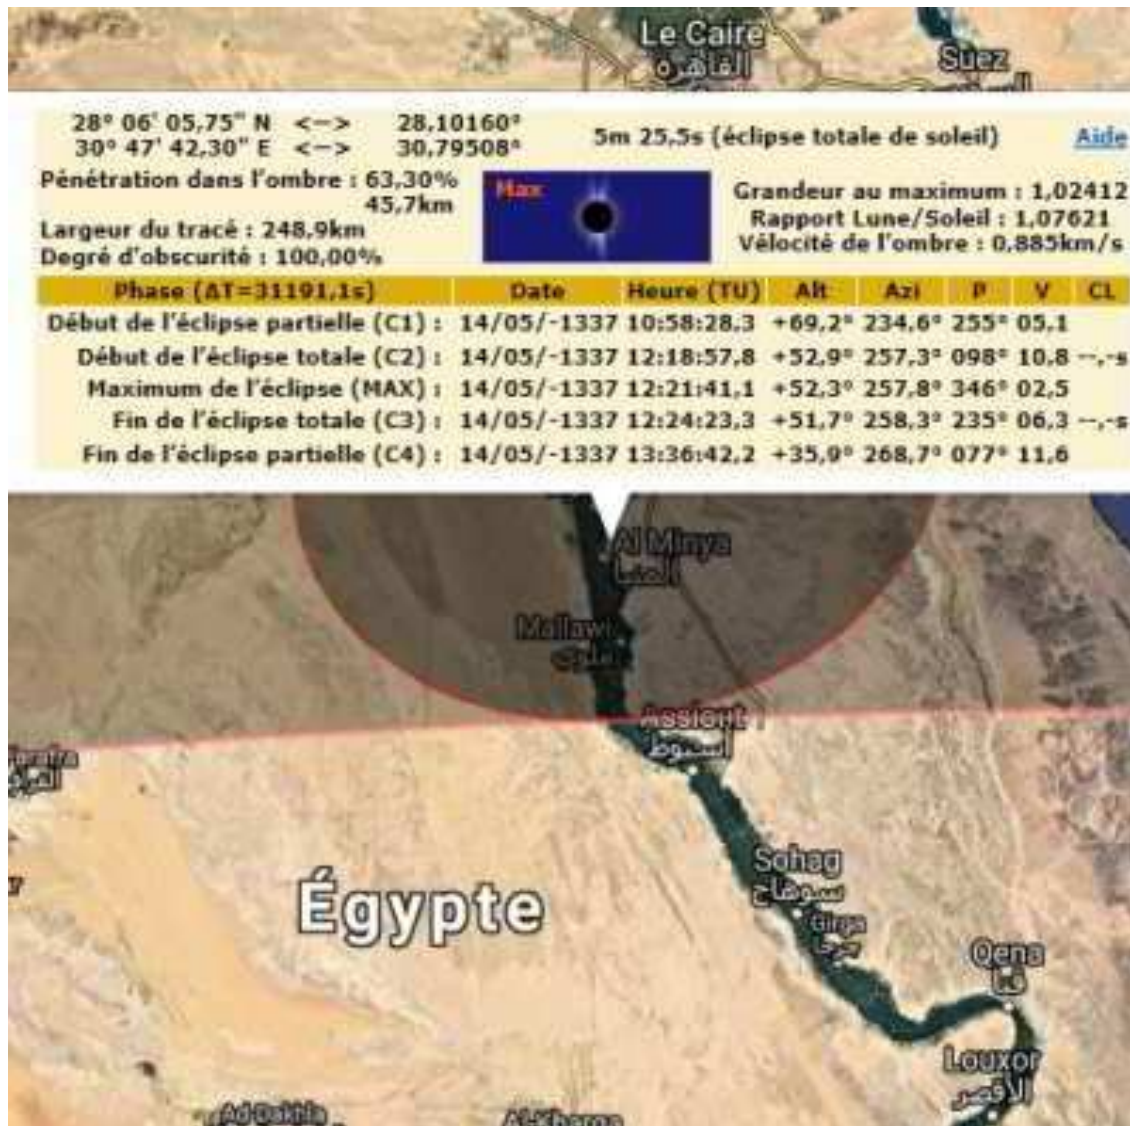 Le Caire
القاهرة
Suez
28° 06' 05,75" N <—> 28,10160°
30° 47' 42,30" E <—> 30,79508°
5m 25,5s (éclipse totale de soleil)
Aide
Pénétration dans l'ombre : 63,30%
45,7km
Largeur du tracé : 248,9km
Degré d'obscurité : 100,00%
Max
Grandeur au maximum : 1,02412
Rapport Lune/Soleil : 1,07621
Vélocité de l'ombre : 0,885km/s
Phase (ΔT=31191,1s) Date Heure (TU) Alt Azi P V CL
Début de l'éclipse partielle (C1) : 14/05/-1337 10:58:28,3 +69,2° 234,6° 255° 05,1
Début de l'éclipse totale (C2) : 14/05/-1337 12:18:57,8 +52,9° 257,3° 098° 10,8 --,-s
Maximum de l'éclipse (MAX) : 14/05/-1337 12:21:41,1 +52,3° 257,8° 346° 02,5
Fin de l'éclipse totale (C3) : 14/05/-1337 12:24:23,3 +51,7° 258,3° 235° 06,3 --,-s
Fin de l'éclipse partielle (C4) : 14/05/-1337 13:36:42,2 +35,9° 268,7° 077° 11,6
Al Minya
المنيا
Mallawi
ملوي
Assiout
أسيوط
Égypte
Sohag
سوهاج
Girga
جرجا
Qena
قنا
Louxor
الأقصر
Ad-Dakhla
Al-Kharga